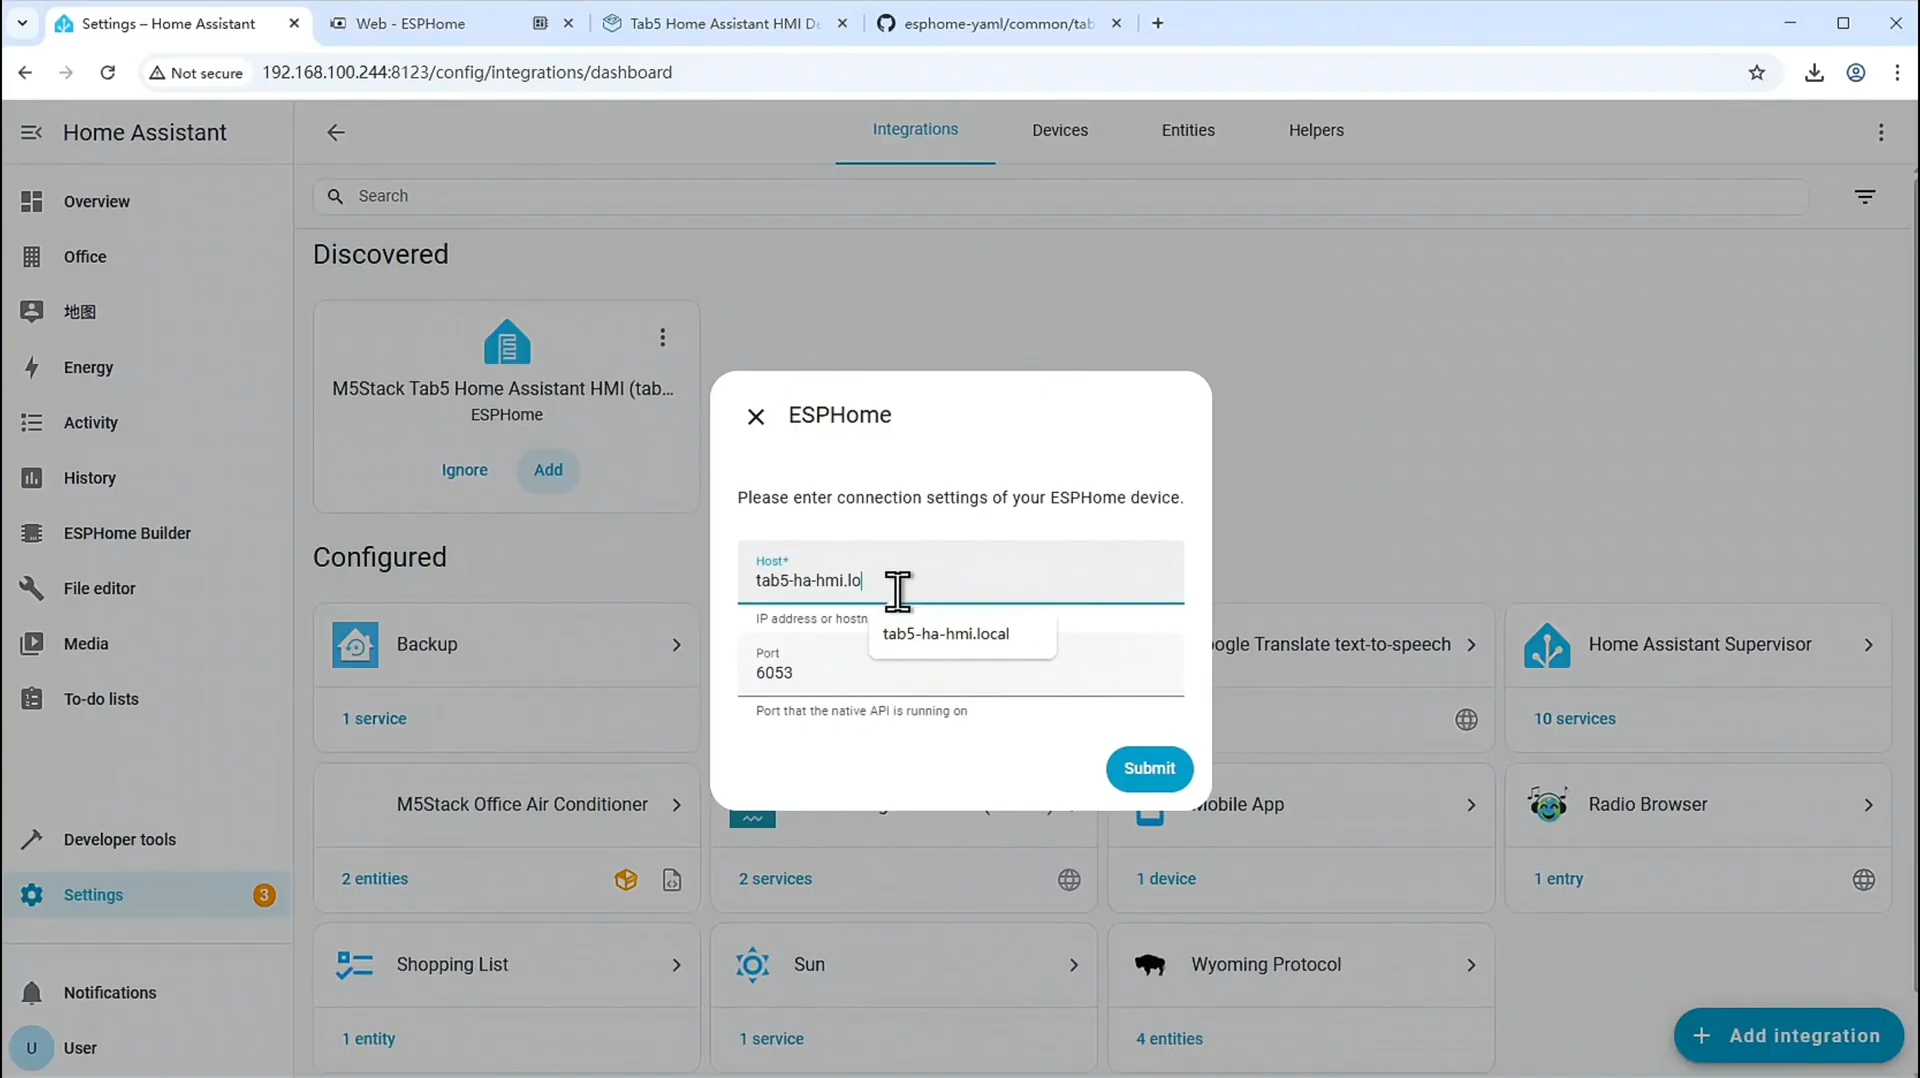 Settings – Home Assistant
Web - ESPHome
Tab5 Home Assistant HMI De
esphome-yaml/common/tab
Not secure
192.168.100.244:8123/config/integrations/dashboard
Home Assistant
Integrations
Devices
Entities
Helpers
Overview
Office
地图
Energy
Activity
History
ESPHome Builder
File editor
Media
To-do lists
Developer tools
Settings
3
Notifications
U
User
Search
Discovered
M5Stack Tab5 Home Assistant HMI (tab...
ESPHome
Ignore
Add
Configured
Backup
1 service
oogle Translate text-to-speech
Home Assistant Supervisor
10 services
M5Stack Office Air Conditioner
2 entities
2 services
Mobile App
1 device
Radio Browser
1 entry
Shopping List
1 entity
Sun
1 service
Wyoming Protocol
4 entities
Add integration
ESPHome
Please enter connection settings of your ESPHome device.
Host*
tab5-ha-hmi.lo
IP address or hostn
tab5-ha-hmi.local
Port
6053
Port that the native API is running on
Submit